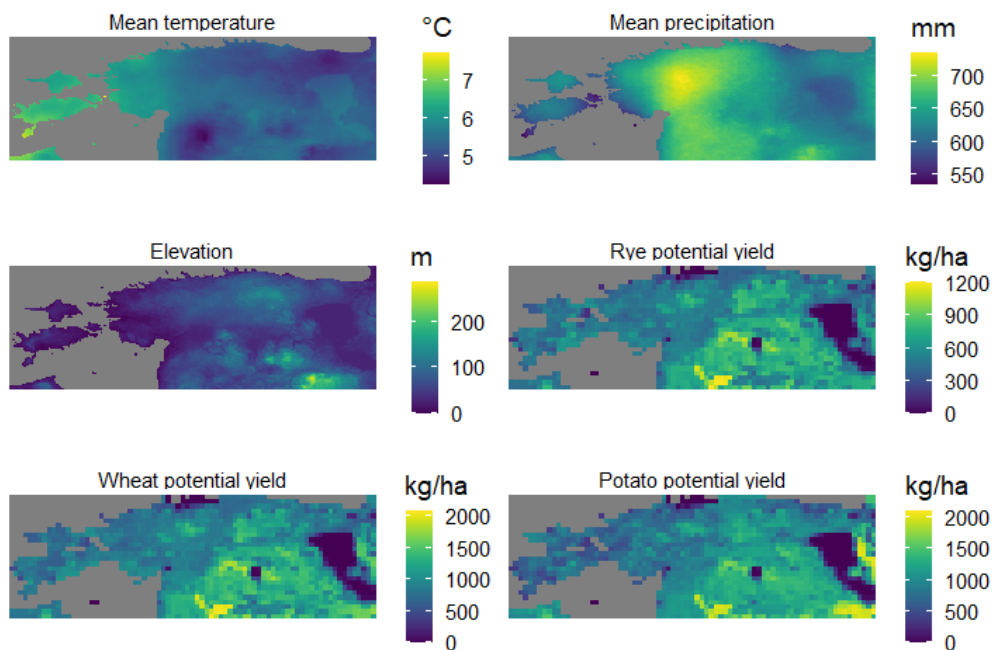 Mean temperature
°C
7
6
5
Mean precipitation
mm
700
650
600
550
Elevation
m
200
100
0
Rye potential yield
kg/ha
1200
900
600
300
0
Wheat potential yield
kg/ha
2000
1500
1000
500
0
Potato potential yield
kg/ha
2000
1500
1000
500
0